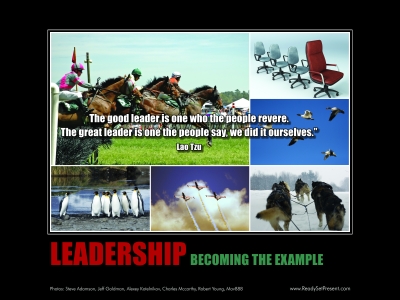 The good leader is one who the people revere.
The great leader is one the people say, we did it ourselves."
Lao Tzu
LEADERSHIP BECOMING THE EXAMPLE
Photos: Steve Adamson, Jeff Goldman, Alexey Kotelnikov, Charles Mccarthy, Robert Young, Mar888 www.ReadySetPresent.com